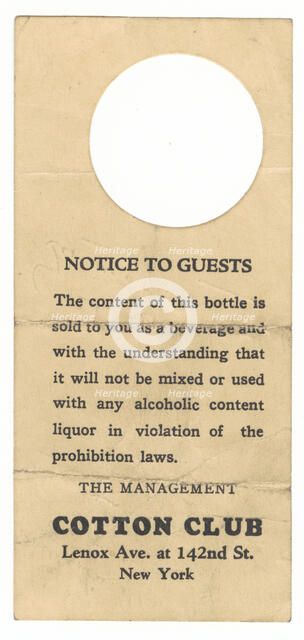 NOTICE TO GUESTS
The content of this bottle is
sold to you as a beverage and
with the understanding that
it will not be mixed or used
with any alcoholic content
liquor in violation of the
prohibition laws.
THE MANAGEMENT
COTTON CLUB
Lenox Ave. at 142nd St.
New York